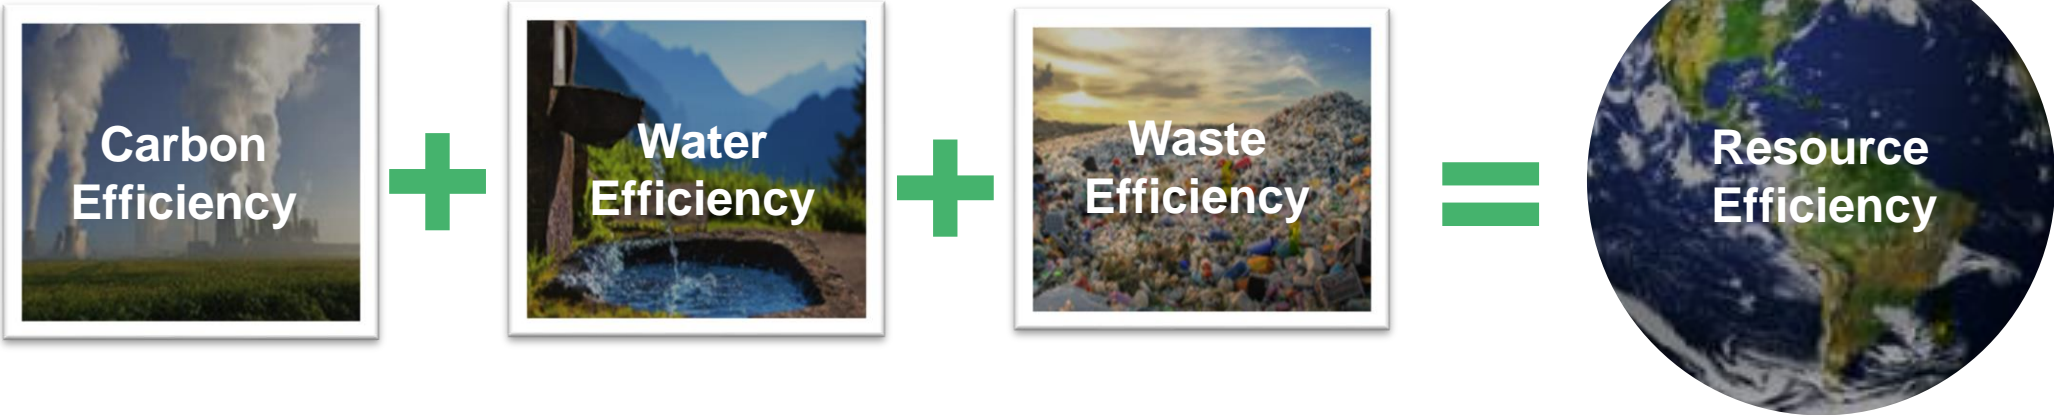 Carbon
Efficiency
Water
Efficiency
Waste
Efficiency
Resource
Efficiency